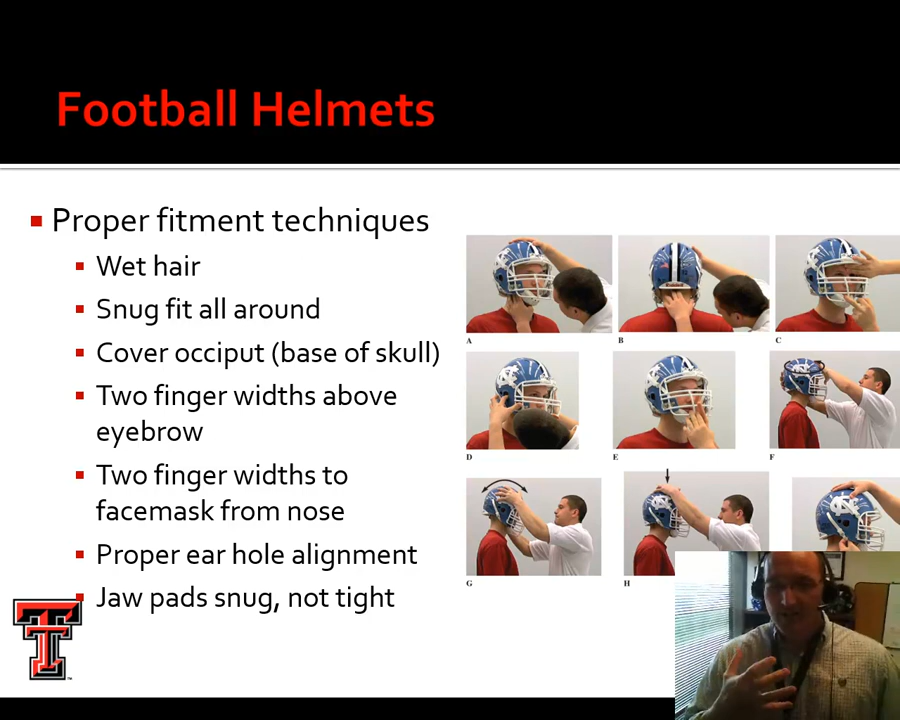 Football Helmets
Proper fitment techniques
Wet hair
Snug fit all around
Cover occiput (base of skull)
Two finger widths above
eyebrow
Two finger widths to
facemask from nose
Proper ear hole alignment
Jaw pads snug, not tight
A
B
C
D
E
F
G
H